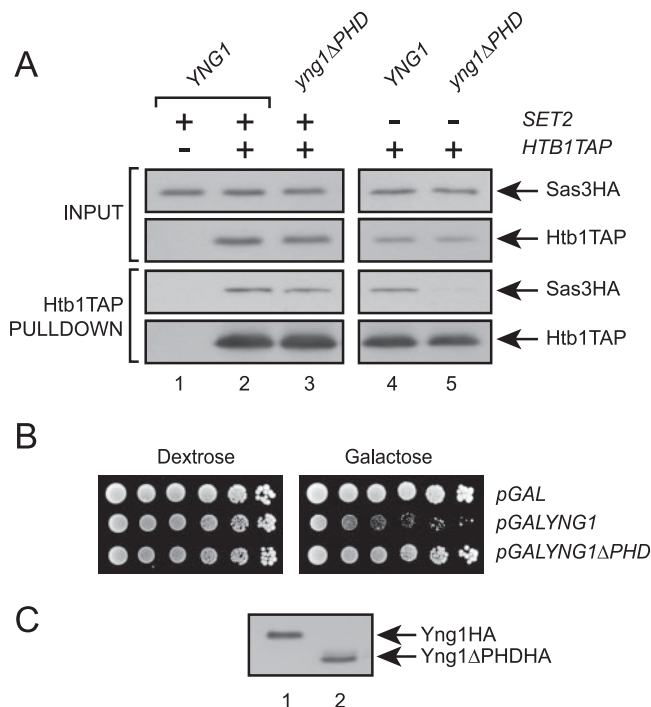 A
YNG1 yng1ΔPHD YNG1 yng1ΔPHD
+ + + - - SET2
- + + + + HTB1TAP
INPUT
Sas3HA
Htb1TAP
Htb1TAP
PULLDOWN
Sas3HA
Htb1TAP
1 2 3 4 5
B
Dextrose Galactose
pGAL
pGALYNG1
pGALYNG1ΔPHD
C
Yng1HA
Yng1ΔPHDHA
1 2